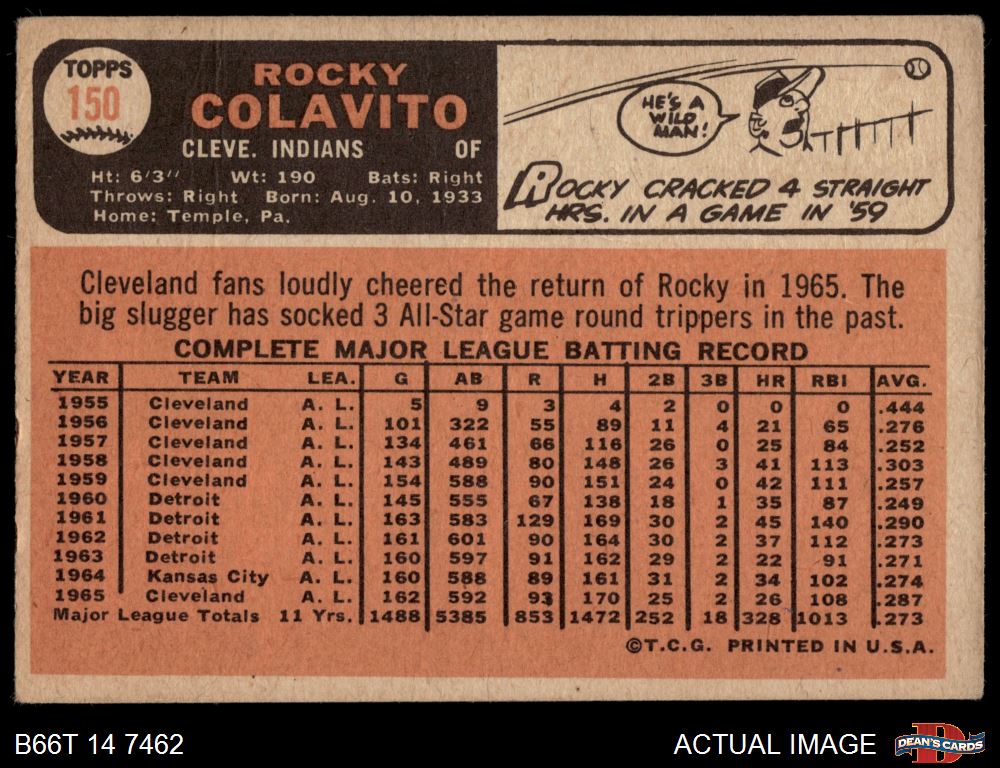 TOPPS
150
ROCKY
COLAVITO
CLEVE. INDIANS OF
Ht: 6'3" Wt: 190 Bats: Right
Throws: Right Born: Aug. 10, 1933
Home: Temple, Pa.
HE'S A
WILD
MAN!
ROCKY CRACKED 4 STRAIGHT
HRS. IN A GAME IN '59
Cleveland fans loudly cheered the return of Rocky in 1965. The
big slugger has socked 3 All-Star game round trippers in the past.
COMPLETE MAJOR LEAGUE BATTING RECORD
YEAR TEAM LEA. G AB R H 2B 3B HR RBI AVG.
1955 Cleveland A. L. 5 9 3 4 2 0 0 0 .444
1956 Cleveland A. L. 101 322 55 89 11 4 21 65 .276
1957 Cleveland A. L. 134 461 66 116 26 0 25 84 .252
1958 Cleveland A. L. 143 489 80 148 26 3 41 113 .303
1959 Cleveland A. L. 154 588 90 151 24 0 42 111 .257
1960 Detroit A. L. 145 555 67 138 18 1 35 87 .249
1961 Detroit A. L. 163 583 129 169 30 2 45 140 .290
1962 Detroit A. L. 161 601 90 164 30 2 37 112 .273
1963 Detroit A. L. 160 597 91 162 29 2 22 91 .271
1964 Kansas City A. L. 160 588 89 161 31 2 34 102 .274
1965 Cleveland A. L. 162 592 93 170 25 2 26 108 .287
Major League Totals 11 Yrs. 1488 5385 853 1472 252 18 328 1013 .273
©T.C.G. PRINTED IN U.S.A.
B66T 14 7462
ACTUAL IMAGE
D
DEAN'S CARDS